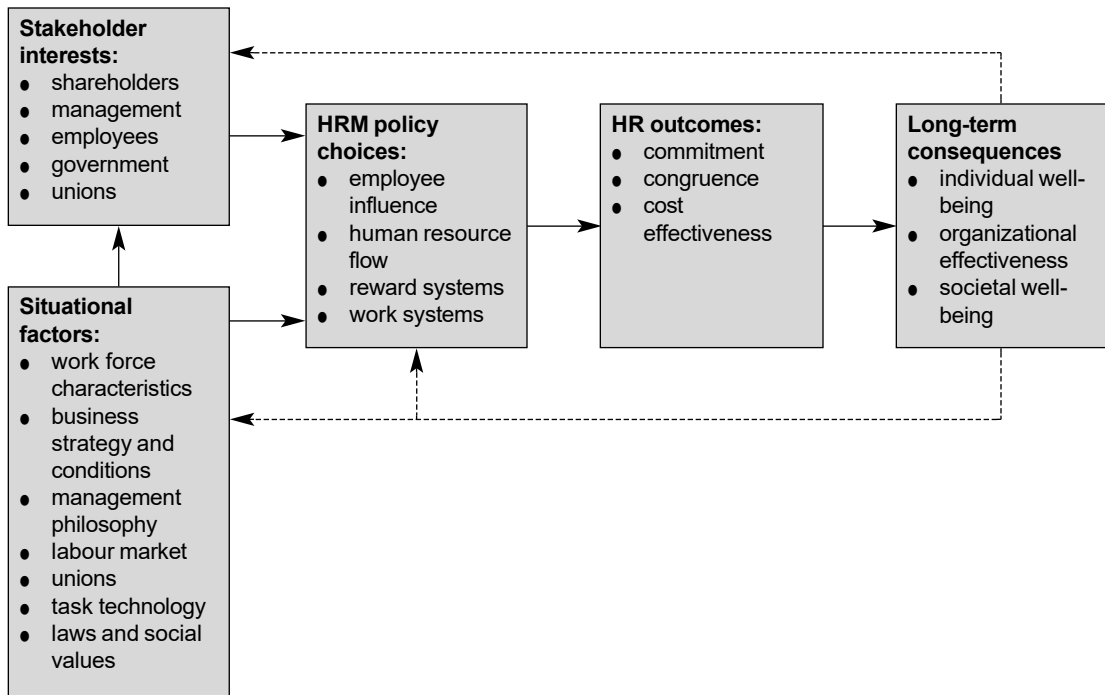 Stakeholder
interests:
● shareholders
● management
● employees
● government
● unions
HRM policy
choices:
● employee
influence
● human resource
flow
● reward systems
● work systems
HR outcomes:
● commitment
● congruence
● cost
effectiveness
Long-term
consequences
● individual well-
being
● organizational
effectiveness
● societal well-
being
Situational
factors:
● work force
characteristics
● business
strategy and
conditions
● management
philosophy
● labour market
● unions
● task technology
● laws and social
values